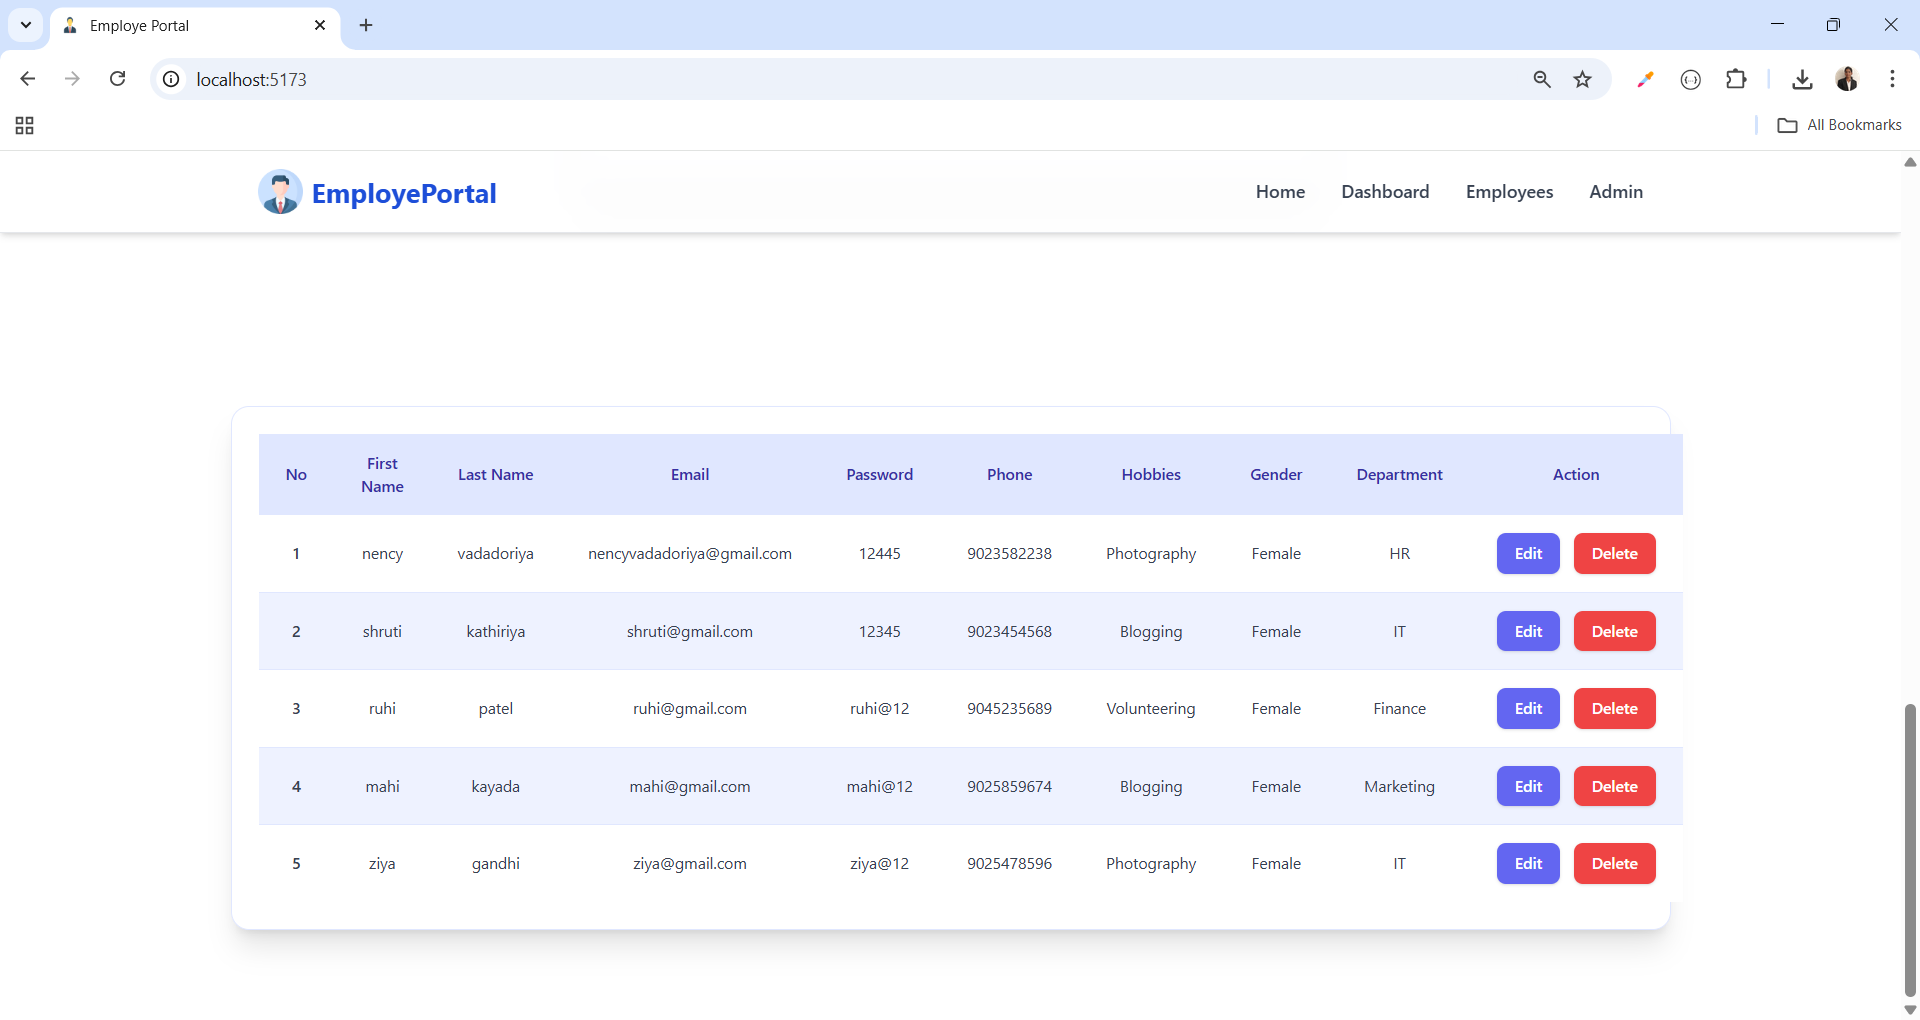 Employe Portal
localhost:5173
All Bookmarks
EmployePortal Home Dashboard Employees Admin
No First Name Last Name Email Password Phone Hobbies Gender Department Action
1 nency vadadoriya nencyvadadoriya@gmail.com 12445 9023582238 Photography Female HR Edit Delete
2 shruti kathiriya shruti@gmail.com 12345 9023454568 Blogging Female IT Edit Delete
3 ruhi patel ruhi@gmail.com ruhi@12 9045235689 Volunteering Female Finance Edit Delete
4 mahi kayada mahi@gmail.com mahi@12 9025859674 Blogging Female Marketing Edit Delete
5 ziya gandhi ziya@gmail.com ziya@12 9025478596 Photography Female IT Edit Delete